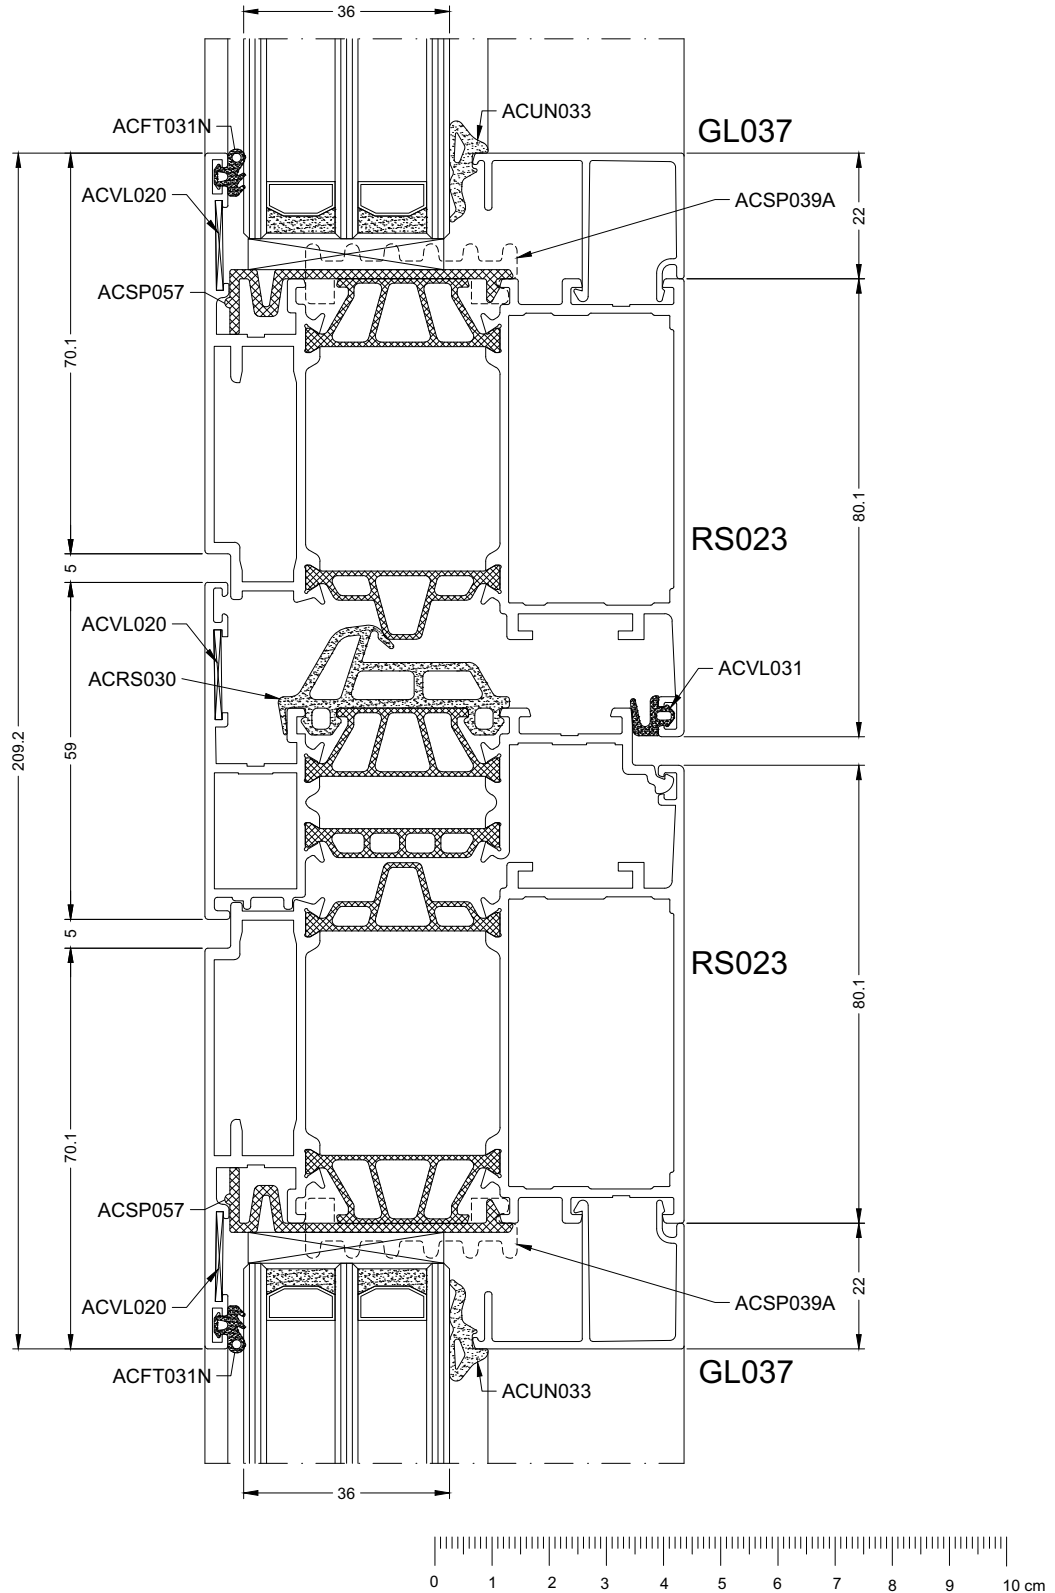 36
ACUN033
GL037
ACFT031N
ACVL020
ACSP039A
22
ACSP057
70.1
80.1
RS023
5
ACVL020
ACRS030
ACVL031
209.2
59
5
RS023
80.1
70.1
ACSP057
ACVL020
ACSP039A
22
ACFT031N
ACUN033
GL037
36
0 1 2 3 4 5 6 7 8 9 10 cm